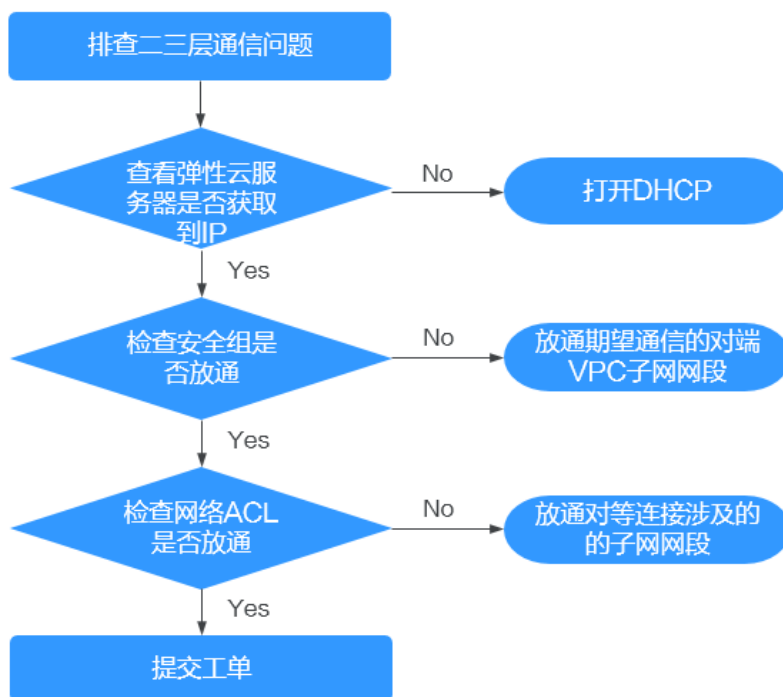 排查二三层通信问题
查看弹性云服
务器是否获取
到IP
No
打开DHCP
Yes
检查安全组是
否放通
No
放通期望通信的对端
VPC子网网段
Yes
检查网络ACL
是否放通
No
放通对等连接涉及的
的子网网段
Yes
提交工单